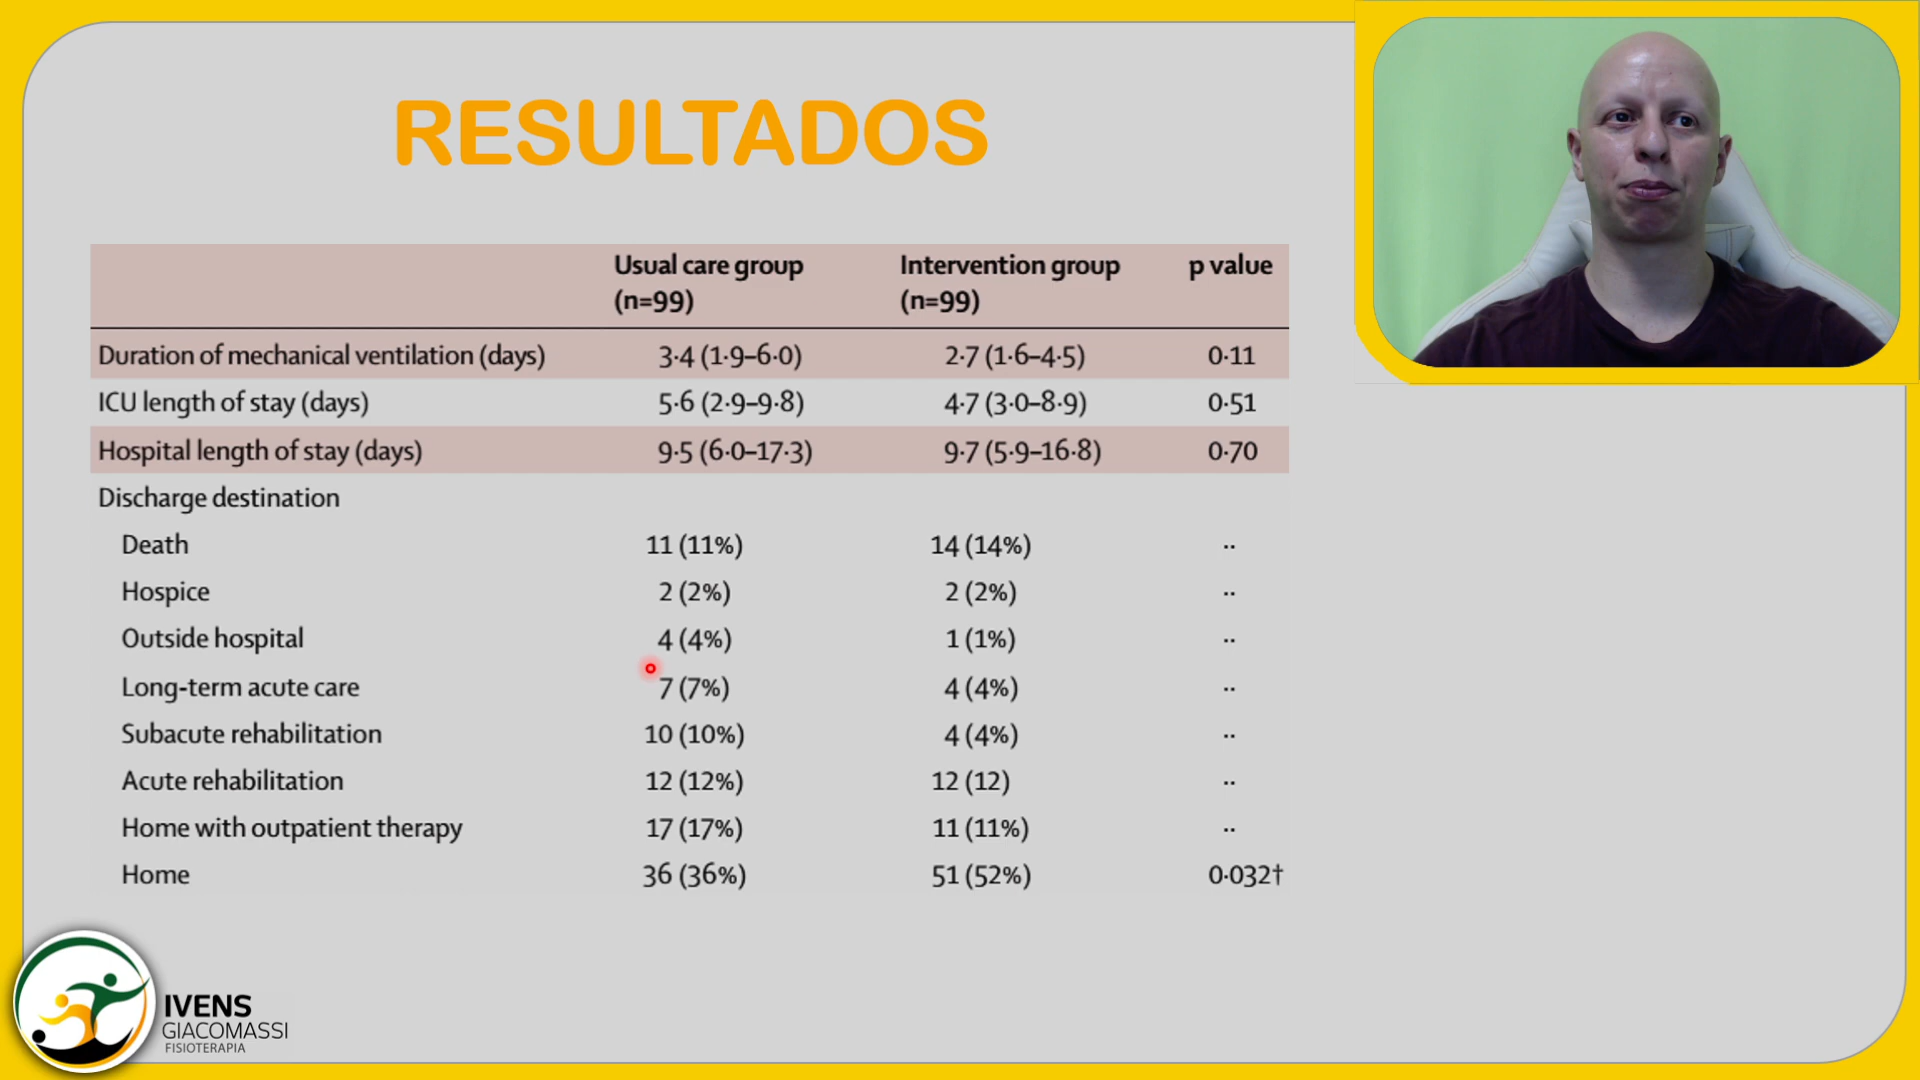 RESULTADOS
Usual care group (n=99) Intervention group (n=99) p value
Duration of mechanical ventilation (days) 3·4 (1·9–6·0) 2·7 (1·6–4·5) 0·11
ICU length of stay (days) 5·6 (2·9–9·8) 4·7 (3·0–8·9) 0·51
Hospital length of stay (days) 9·5 (6·0–17·3) 9·7 (5·9–16·8) 0·70
Discharge destination
Death 11 (11%) 14 (14%) ··
Hospice 2 (2%) 2 (2%) ··
Outside hospital 4 (4%) 1 (1%) ··
Long-term acute care 7 (7%) 4 (4%) ··
Subacute rehabilitation 10 (10%) 4 (4%) ··
Acute rehabilitation 12 (12%) 12 (12) ··
Home with outpatient therapy 17 (17%) 11 (11%) ··
Home 36 (36%) 51 (52%) 0·032†
IVENS
GIACOMASSI
FISIOTERAPIA